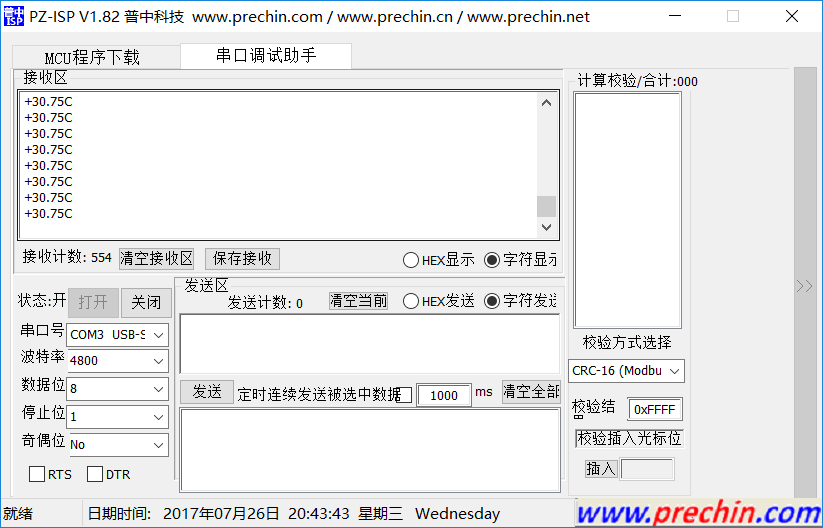 普中ISP PZ-ISP V1.82 普中科技 www.prechin.com / www.prechin.cn / www.prechin.net
MCU程序下载 串口调试助手
接收区
+30.75C
+30.75C
+30.75C
+30.75C
+30.75C
+30.75C
+30.75C
+30.75C
接收计数: 554 清空接收区 保存接收 HEX显示 字符显示
计算校验/合计:000
校验方式选择
CRC-16 (Modbu
校验结 0xFFFF
校验插入光标位
插入
状态:开 打开 关闭
串口号 COM3 USB-S
波特率 4800
数据位 8
停止位 1
奇偶位 No
RTS DTR
发送区
发送计数: 0 清空当前 HEX发送 字符发送
发送 定时连续发送被选中数据 1000 ms 清空全部
就绪 日期时间: 2017年07月26日 20:43:43 星期三 Wednesday
www.prechin.com